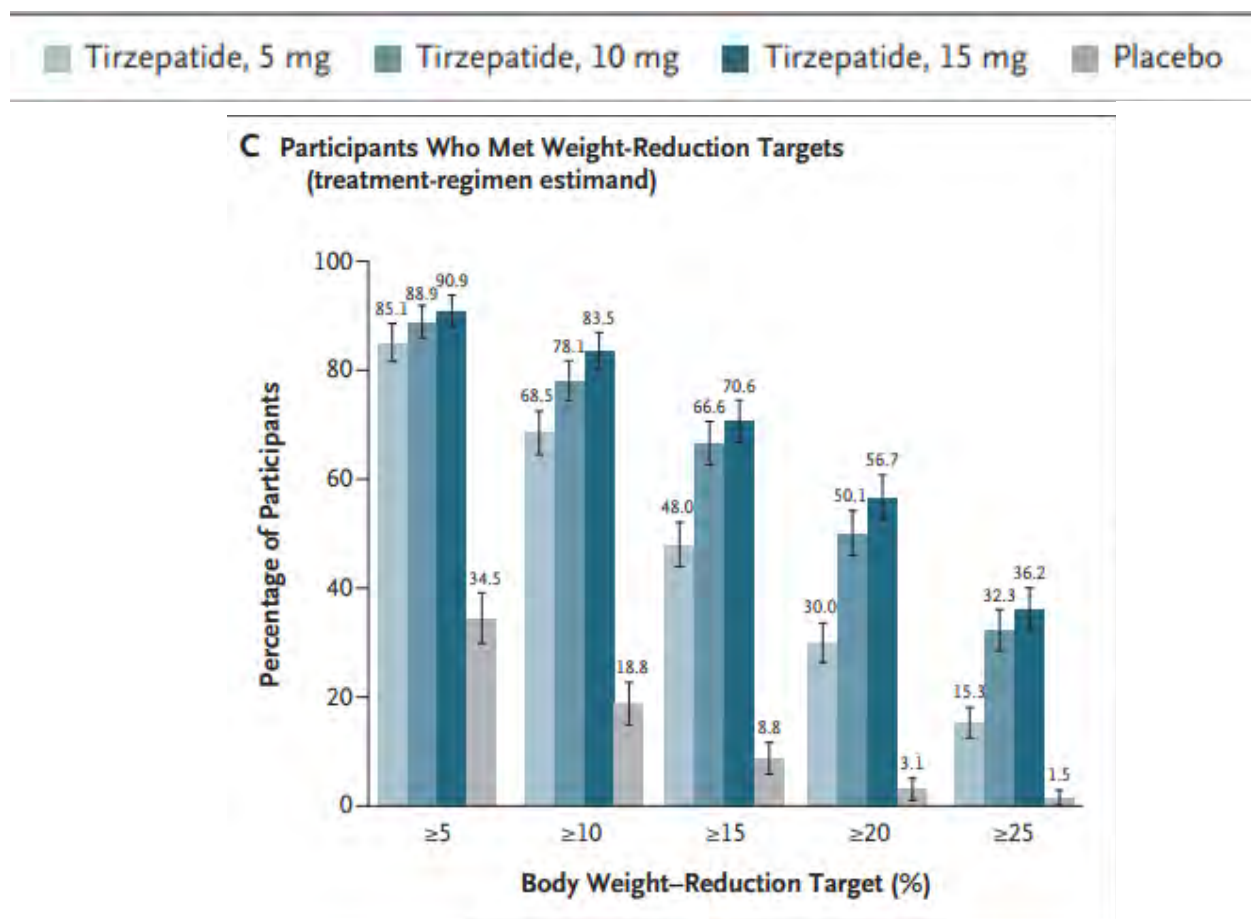 Tirzepatide, 5 mg Tirzepatide, 10 mg Tirzepatide, 15 mg Placebo
C Participants Who Met Weight-Reduction Targets
(treatment-regimen estimand)
Percentage of Participants
100
80
60
40
20
0
85.1 88.9 90.9 34.5
68.5 78.1 83.5 18.8
48.0 66.6 70.6 8.8
30.0 50.1 56.7 3.1
15.3 32.3 36.2 1.5
≥5 ≥10 ≥15 ≥20 ≥25
Body Weight–Reduction Target (%)